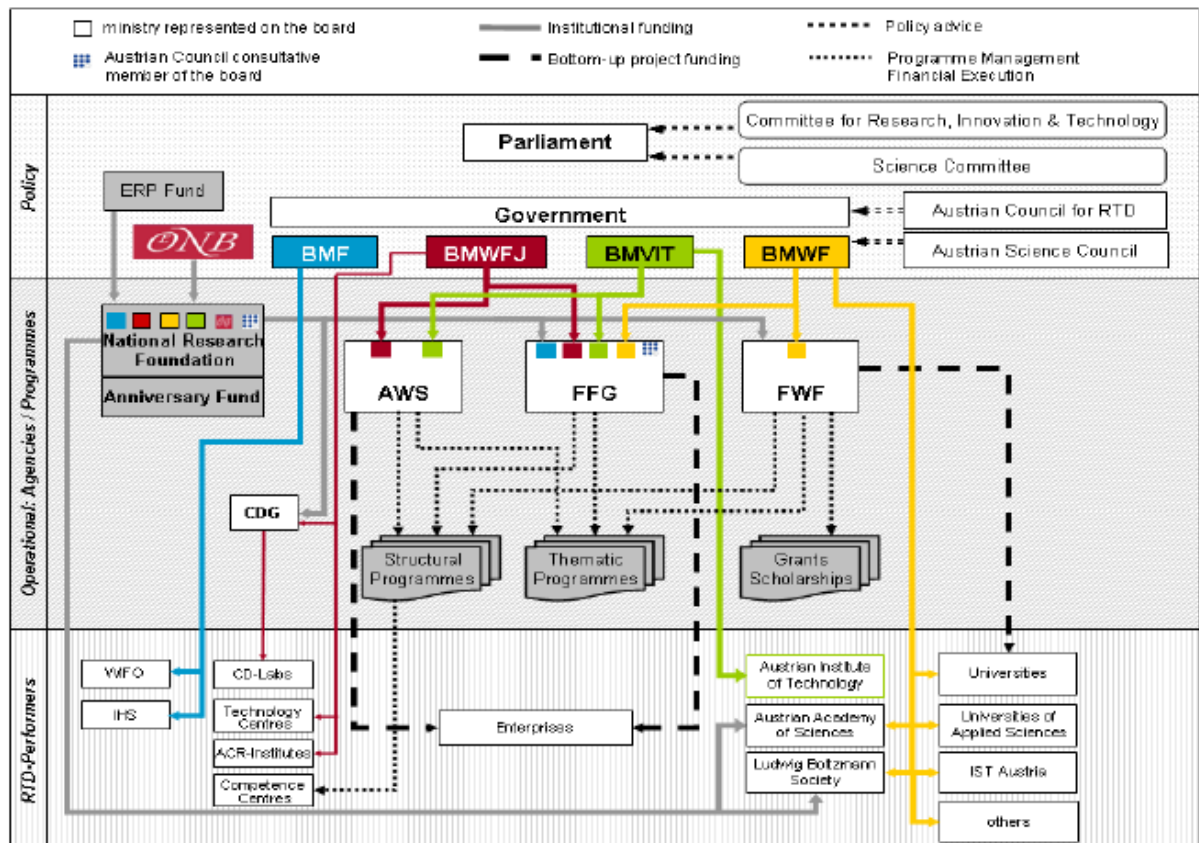 ministry represented on the board
Institutional funding
Policy advice
Austrian Council consultative
member of the board
Bottom-up project funding
Programme Management
Financial Execution
Policy
Parliament
Committee for Research, Innovation & Technology
Science Committee
ERP Fund
Government
Austrian Council for RTD
Austrian Science Council
ONB
BMF
BMWFJ
BMVIT
BMWF
Operational: Agencies / Programmes
National Research
Foundation
Anniversary Fund
AWS
FFG
FWF
CDG
Structural
Programmes
Thematic
Programmes
Grants
Scholarships
RTD-Performers
WIFO
IHS
CD-Labs
Technology
Centres
ACR-Institutes
Competence
Centres
Enterprises
Austrian Institute
of Technology
Austrian Academy
of Sciences
Ludwig Boltzmann
Society
Universities
Universities of
Applied Sciences
IST Austria
others